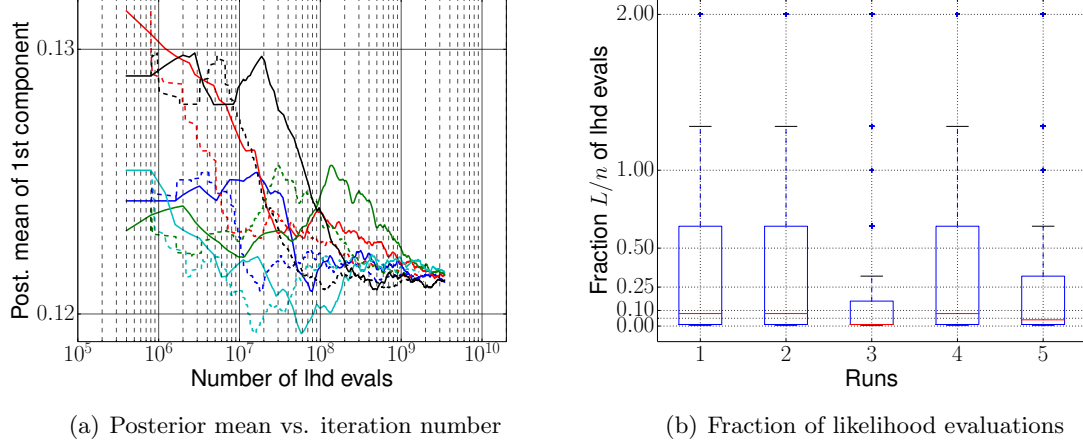 0.13
0.12
Post. mean of 1st component
10^5 10^6 10^7 10^8 10^9 10^10
Number of lhd evals
(a) Posterior mean vs. iteration number
2.00
1.00
0.50
0.25
0.10
0.00
Fraction L/n of lhd evals
1 2 3 4 5
Runs
(b) Fraction of likelihood evaluations